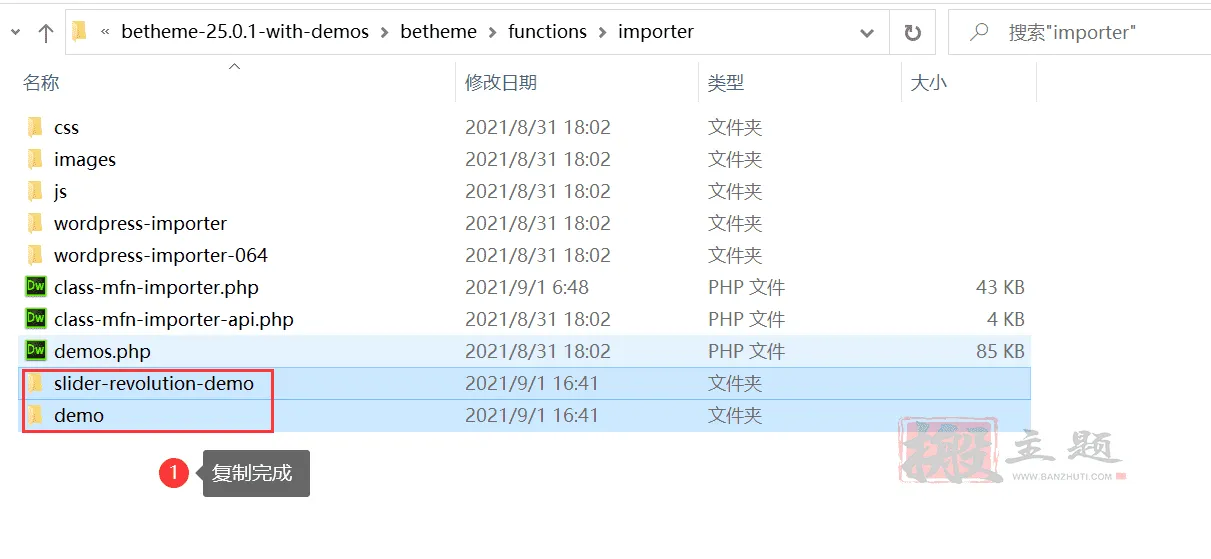 « betheme-25.0.1-with-demos > betheme > functions > importer 搜索"importer"
名称 修改日期 类型 大小
css 2021/8/31 18:02 文件夹
images 2021/8/31 18:02 文件夹
js 2021/8/31 18:02 文件夹
wordpress-importer 2021/8/31 18:02 文件夹
wordpress-importer-064 2021/8/31 18:02 文件夹
Dw class-mfn-importer.php 2021/9/1 6:48 PHP 文件 43 KB
Dw class-mfn-importer-api.php 2021/8/31 18:02 PHP 文件 4 KB
Dw demos.php 2021/8/31 18:02 PHP 文件 85 KB
slider-revolution-demo 2021/9/1 16:41 文件夹
demo 2021/9/1 16:41 文件夹
搬主题
WWW.BANZHUTI.COM
1 复制完成